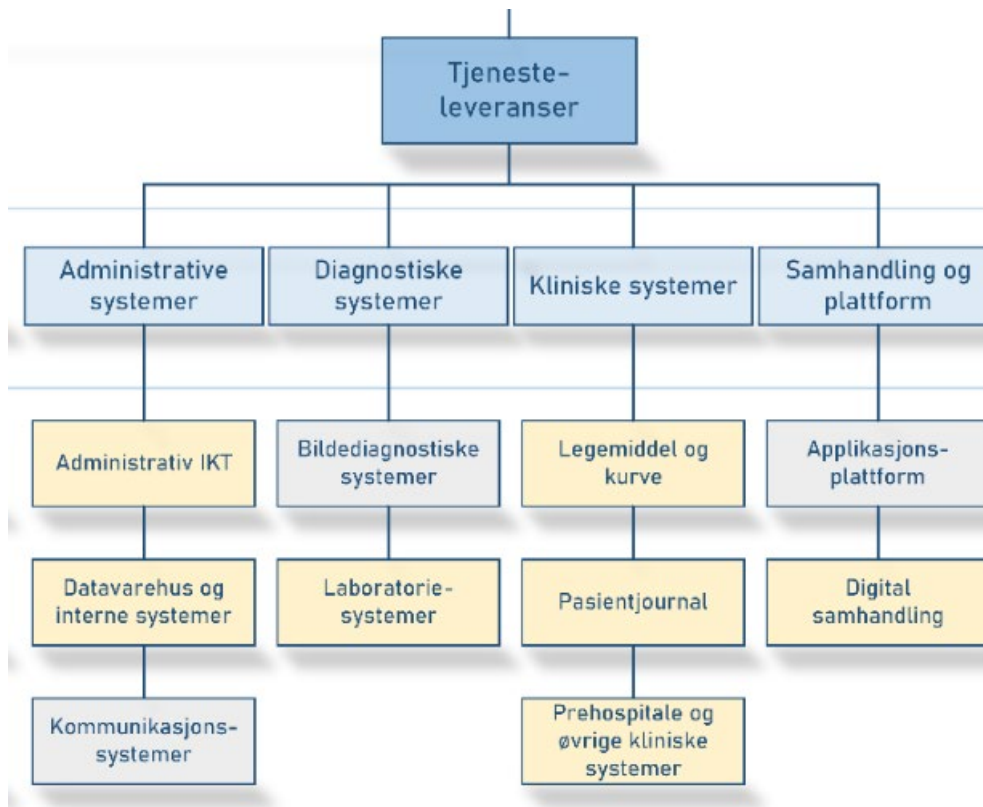 Tjeneste-
leveranser
Administrative
systemer
Diagnostiske
systemer
Kliniske systemer
Samhandling og
plattform
Administrativ IKT
Bildediagnostiske
systemer
Legemiddel og
kurve
Applikasjons-
plattform
Datavarehus og
interne systemer
Laboratorie-
systemer
Pasientjournal
Digital
samhandling
Kommunikasjons-
systemer
Prehospitale og
øvrige kliniske
systemer